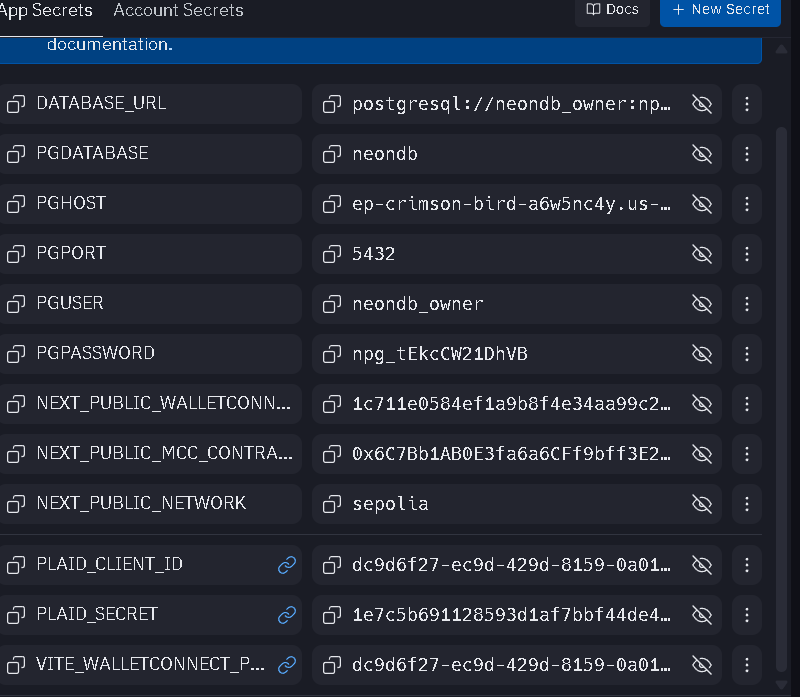 App Secrets Account Secrets Docs + New Secret
documentation.
DATABASE_URL postgresql://neondb_owner:np…
PGDATABASE neondb
PGHOST ep-crimson-bird-a6w5nc4y.us-…
PGPORT 5432
PGUSER neondb_owner
PGPASSWORD npg_tEkcCW21DhVB
NEXT_PUBLIC_WALLETCONN... 1c711e0584ef1a9b8f4e34aa99c2…
NEXT_PUBLIC_MCC_CONTRA... 0x6C7Bb1AB0E3fa6a6CFf9bff3E2…
NEXT_PUBLIC_NETWORK sepolia
PLAID_CLIENT_ID dc9d6f27-ec9d-429d-8159-0a01…
PLAID_SECRET 1e7c5b691128593d1af7bbf44de4…
VITE_WALLETCONNECT_P... dc9d6f27-ec9d-429d-8159-0a01…